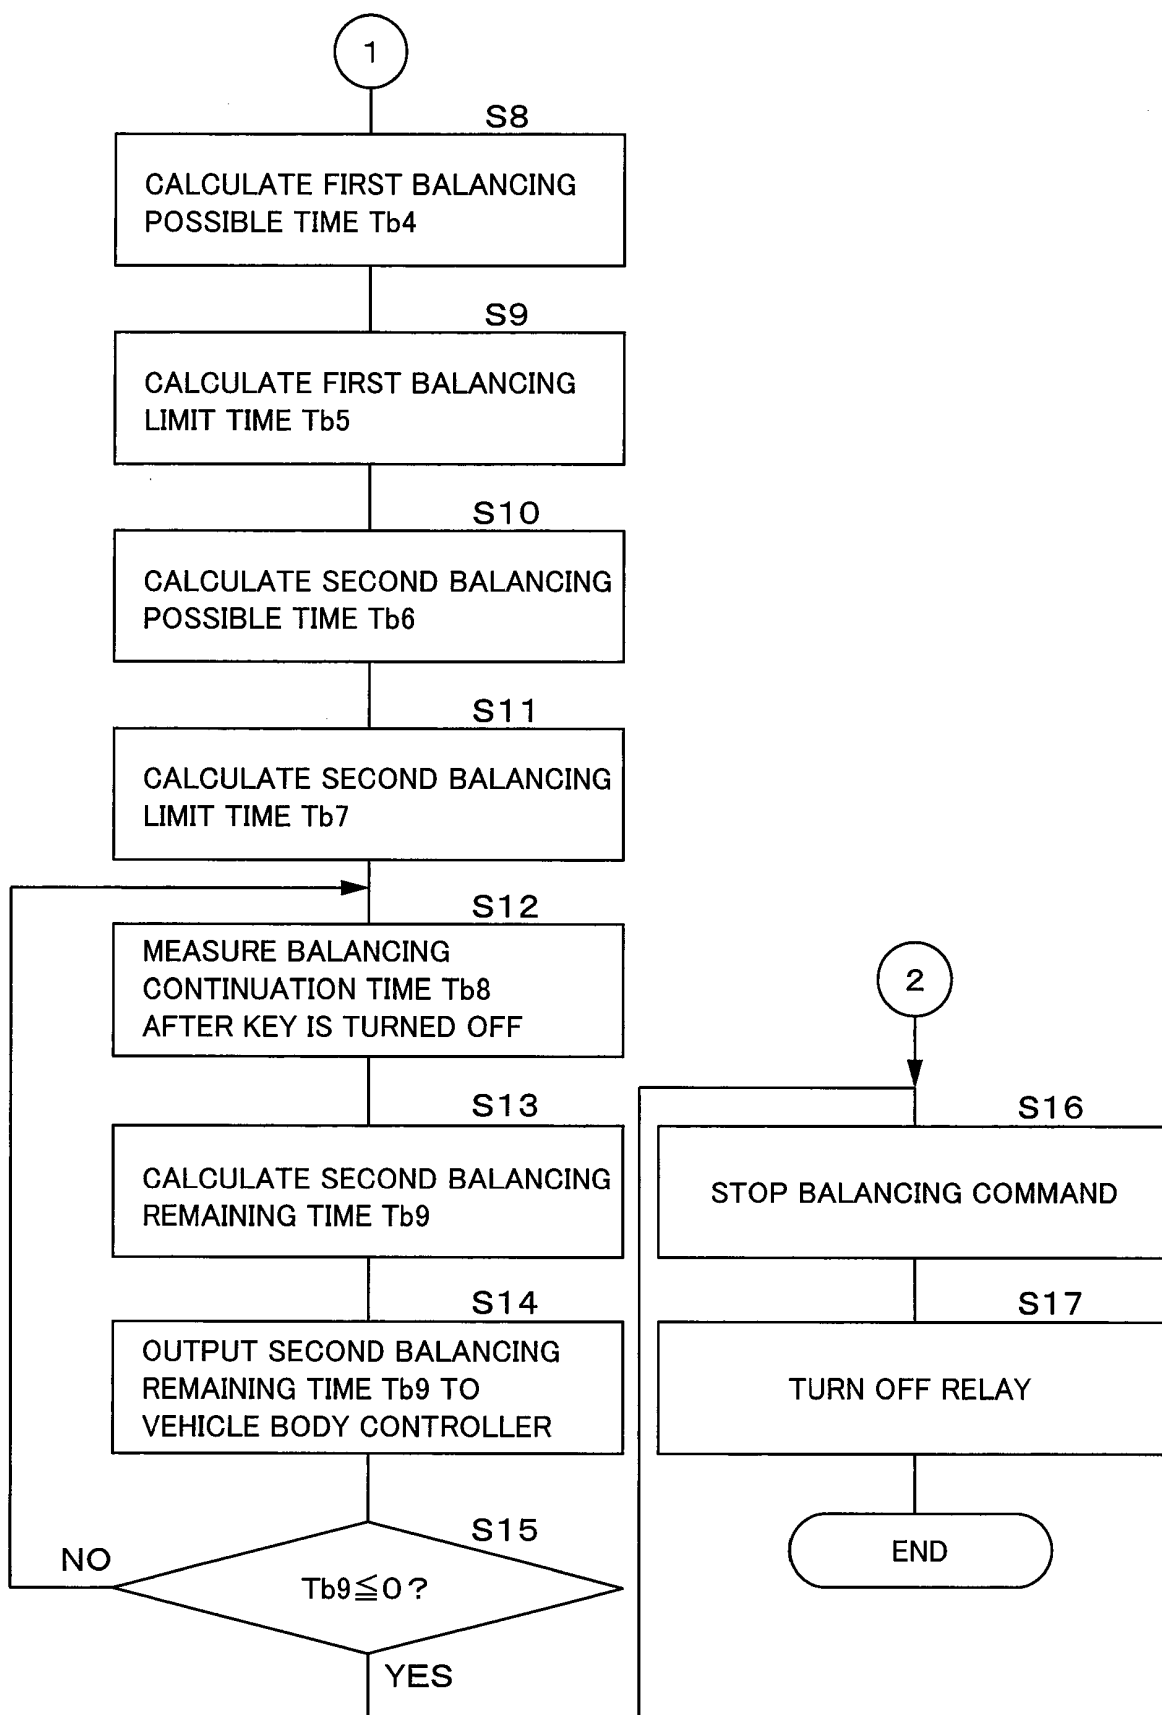 1
S8
CALCULATE FIRST BALANCING
POSSIBLE TIME Tb4
S9
CALCULATE FIRST BALANCING
LIMIT TIME Tb5
S10
CALCULATE SECOND BALANCING
POSSIBLE TIME Tb6
S11
CALCULATE SECOND BALANCING
LIMIT TIME Tb7
S12
MEASURE BALANCING
CONTINUATION TIME Tb8
AFTER KEY IS TURNED OFF
S13
CALCULATE SECOND BALANCING
REMAINING TIME Tb9
S14
OUTPUT SECOND BALANCING
REMAINING TIME Tb9 TO
VEHICLE BODY CONTROLLER
S15
NO
Tb9≦0?
YES
2
S16
STOP BALANCING COMMAND
S17
TURN OFF RELAY
END